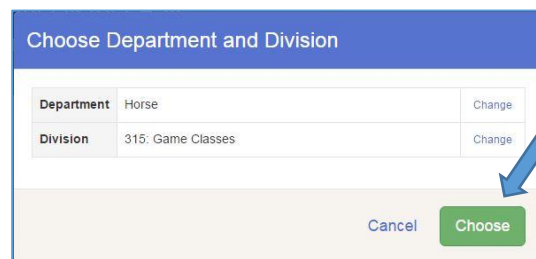 Choose Department and Division
Department Horse Change
Division 315: Game Classes Change
Cancel Choose